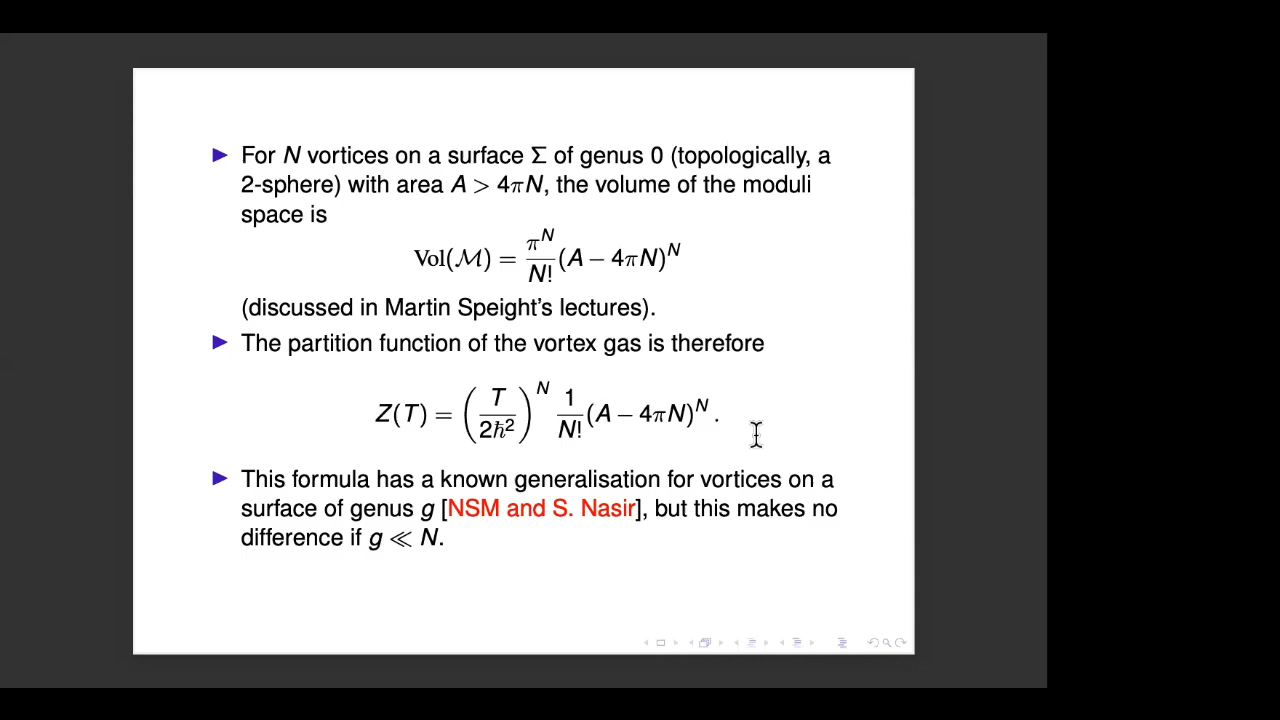 ▶ For N vortices on a surface Σ of genus 0 (topologically, a
2-sphere) with area A > 4πN, the volume of the moduli
space is
Vol(ℳ) = π^N/N! (A − 4πN)^N
(discussed in Martin Speight's lectures).
▶ The partition function of the vortex gas is therefore
Z(T) = (T/2ħ²)^N 1/N! (A − 4πN)^N .
▶ This formula has a known generalisation for vortices on a
surface of genus g [NSM and S. Nasir], but this makes no
difference if g ≪ N.